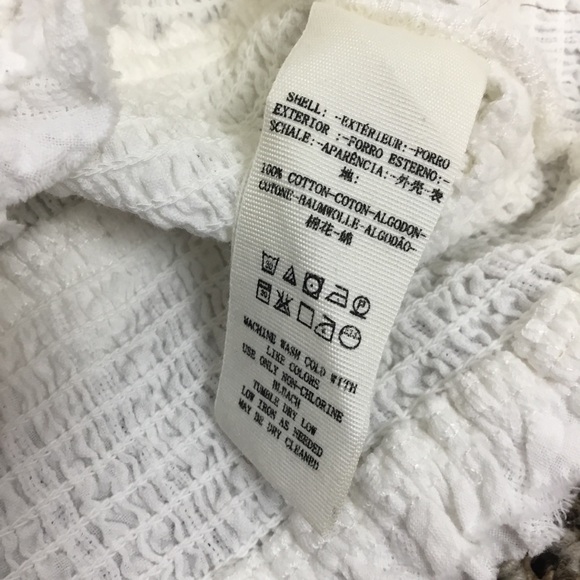 SHELL: -EXTÉRIEUR:-FORRO
EXTERIOR :-FORRO ESTERNO:-
SCHALE:-APARÊNCIA:-外壳-表
地:
100% COTTON-COTON-ALGODON-
COTONE-BAUMWOLLE-ALGODÃO-
棉花-綿
MACHINE WASH COLD WITH
LIKE COLORS
USE ONLY NON-CHLORINE
BLEACH
TUMBLE DRY LOW
LOW IRON AS NEEDED
MAY BE DRY CLEANED